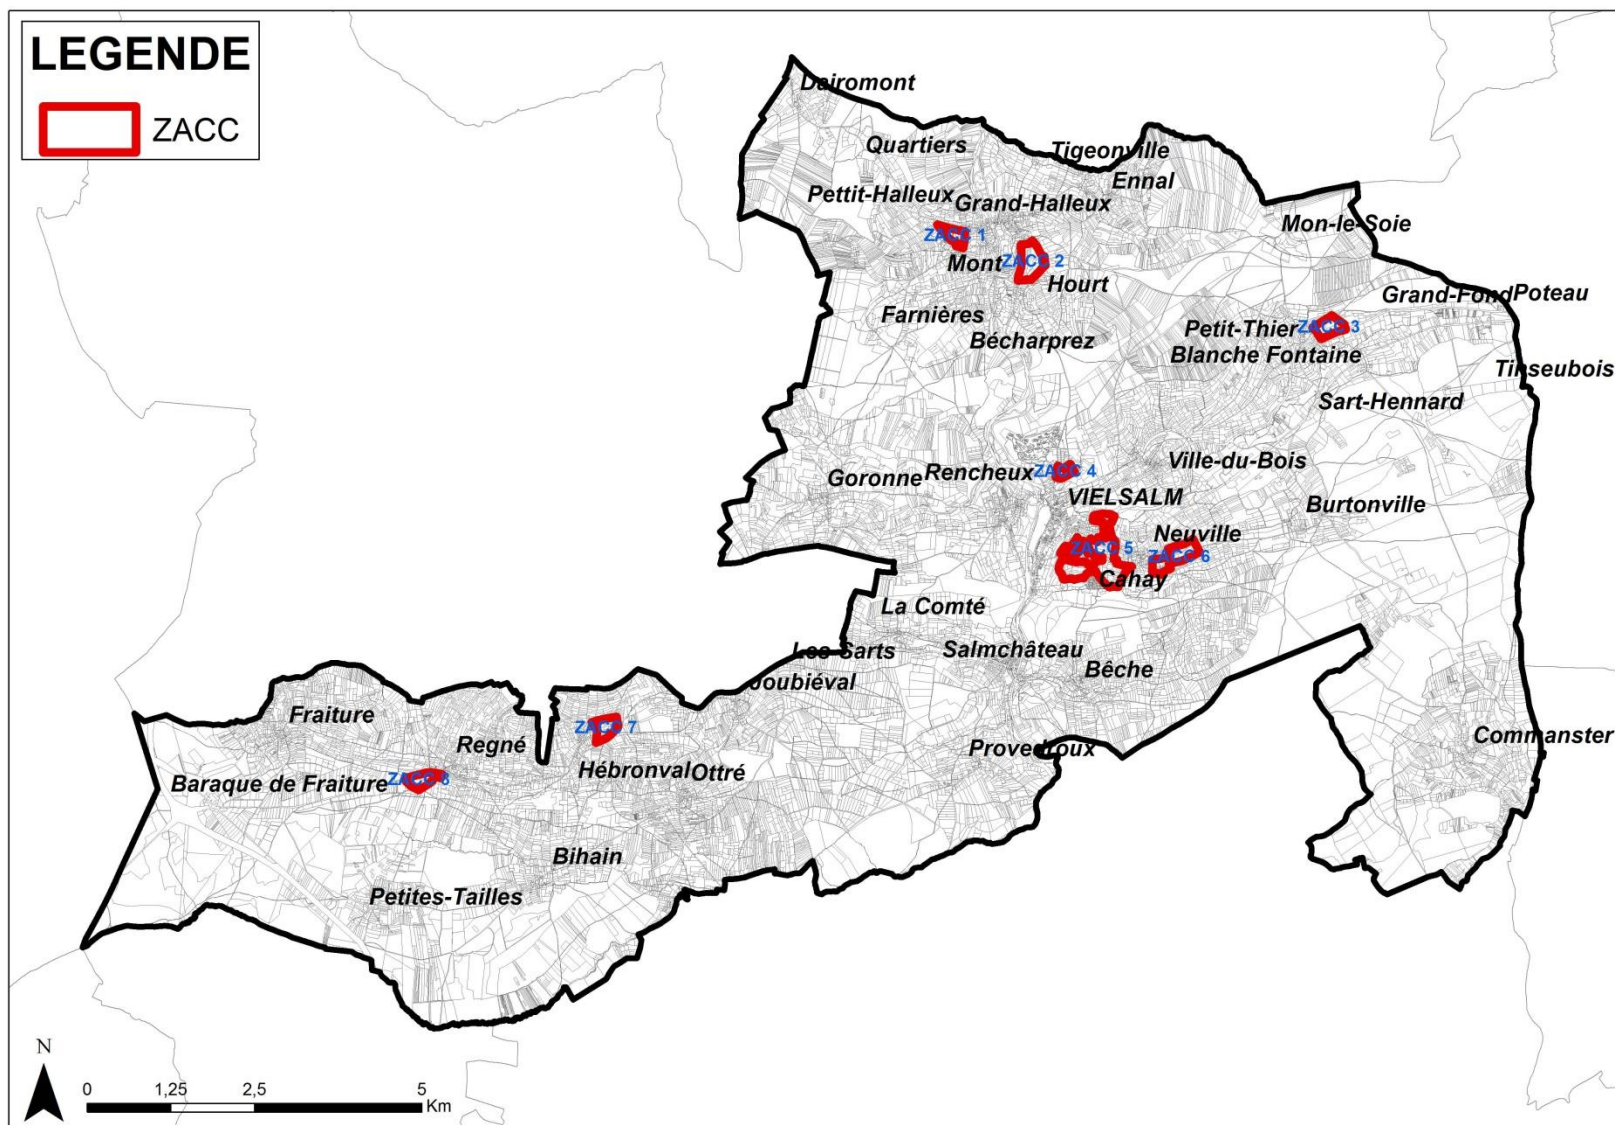 LEGENDE
ZACC
Dairomont
Quartiers
Tigeonville
Ennal
Pettit-Halleux
Grand-Halleux
Mon-le-Soie
ZACC 1
Mont
ZACC 2
Hourt
Grand-Fond
Poteau
Farnières
Petit-Thier
ZACC 3
Bécharprez
Blanche Fontaine
Tinseubois
Sart-Hennard
Goronne
Rencheux
ZACC 4
Ville-du-Bois
VIELSALM
Burtonville
Neuville
ZACC 5
ZACC 6
Cahay
La Comté
Les Sarts
Salmchâteau
Bêche
Joubiéval
Fraiture
Regné
ZACC 7
Provedroux
Commanster
Hébronval
Ottré
Baraque de Fraiture
ZACC 8
Bihain
Petites-Tailles
N
0 1,25 2,5 5
Km